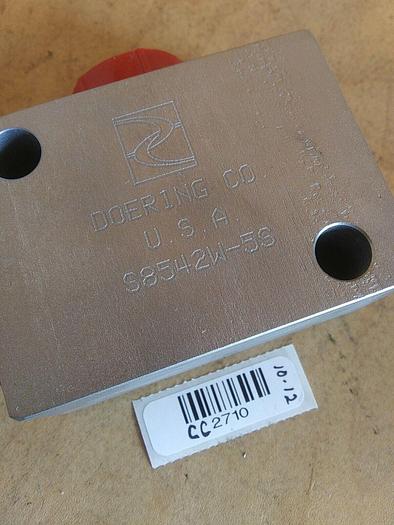 DOERING CO.
U.S.A.
S8542W-5S
CC2710
10-12